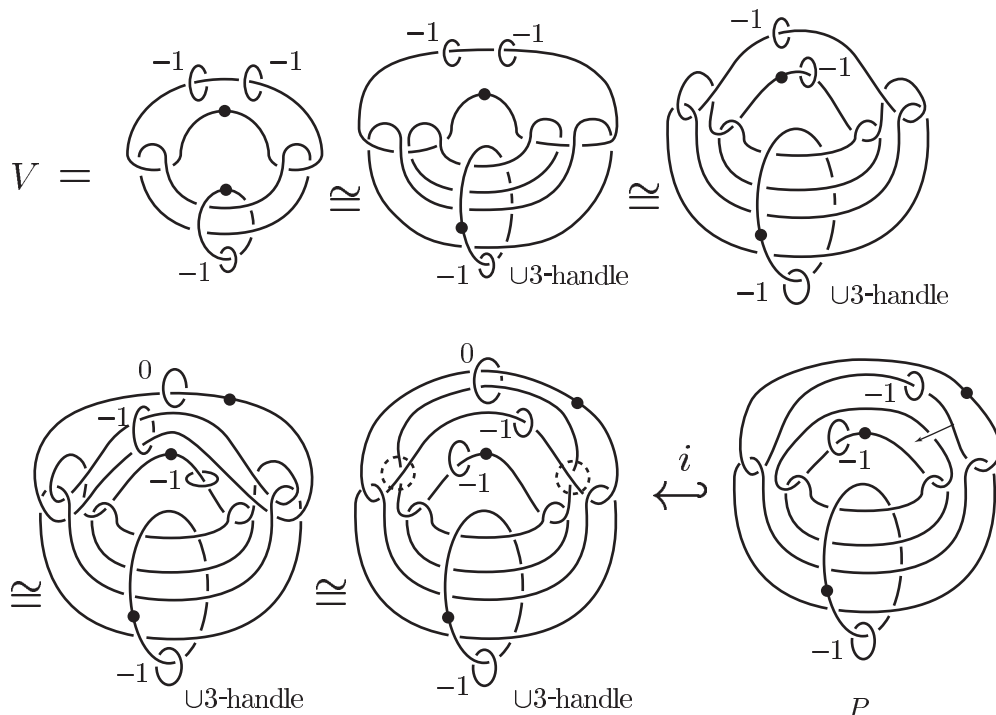 −1 −1 −1 −1 −1 −1
V = ≅ ≅
−1 −1 −1
∪3-handle ∪3-handle
0 0
−1 −1 −1
−1 −1 −1 i
≅ ≅
−1 −1 −1
∪3-handle ∪3-handle P